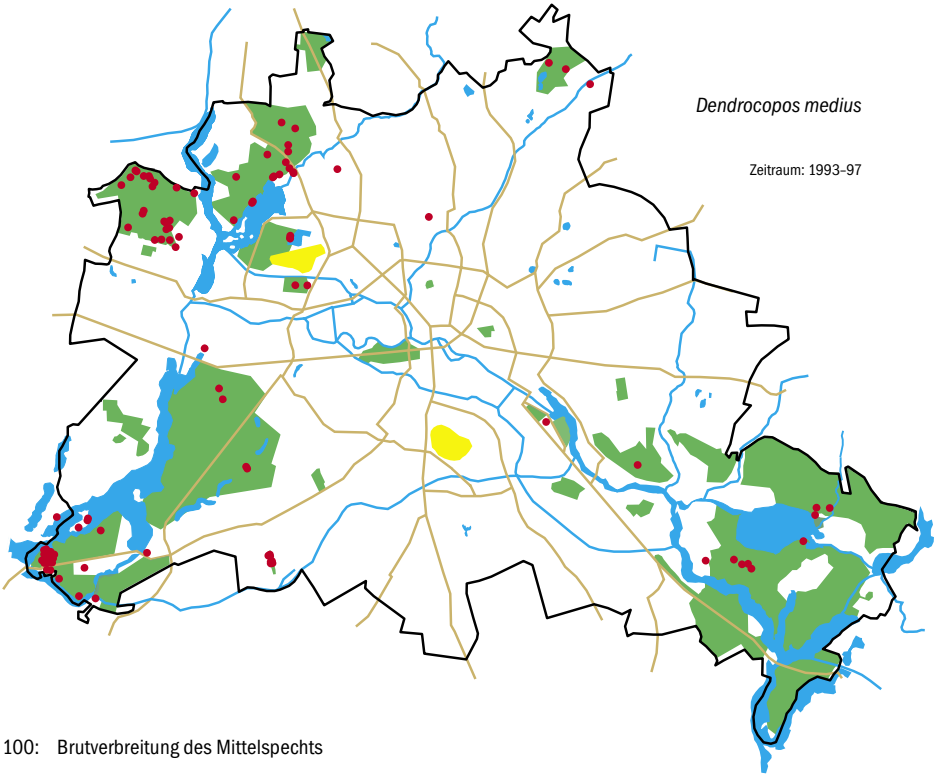 Dendrocopos medius
Zeitraum: 1993–97
100: Brutverbreitung des Mittelspechts